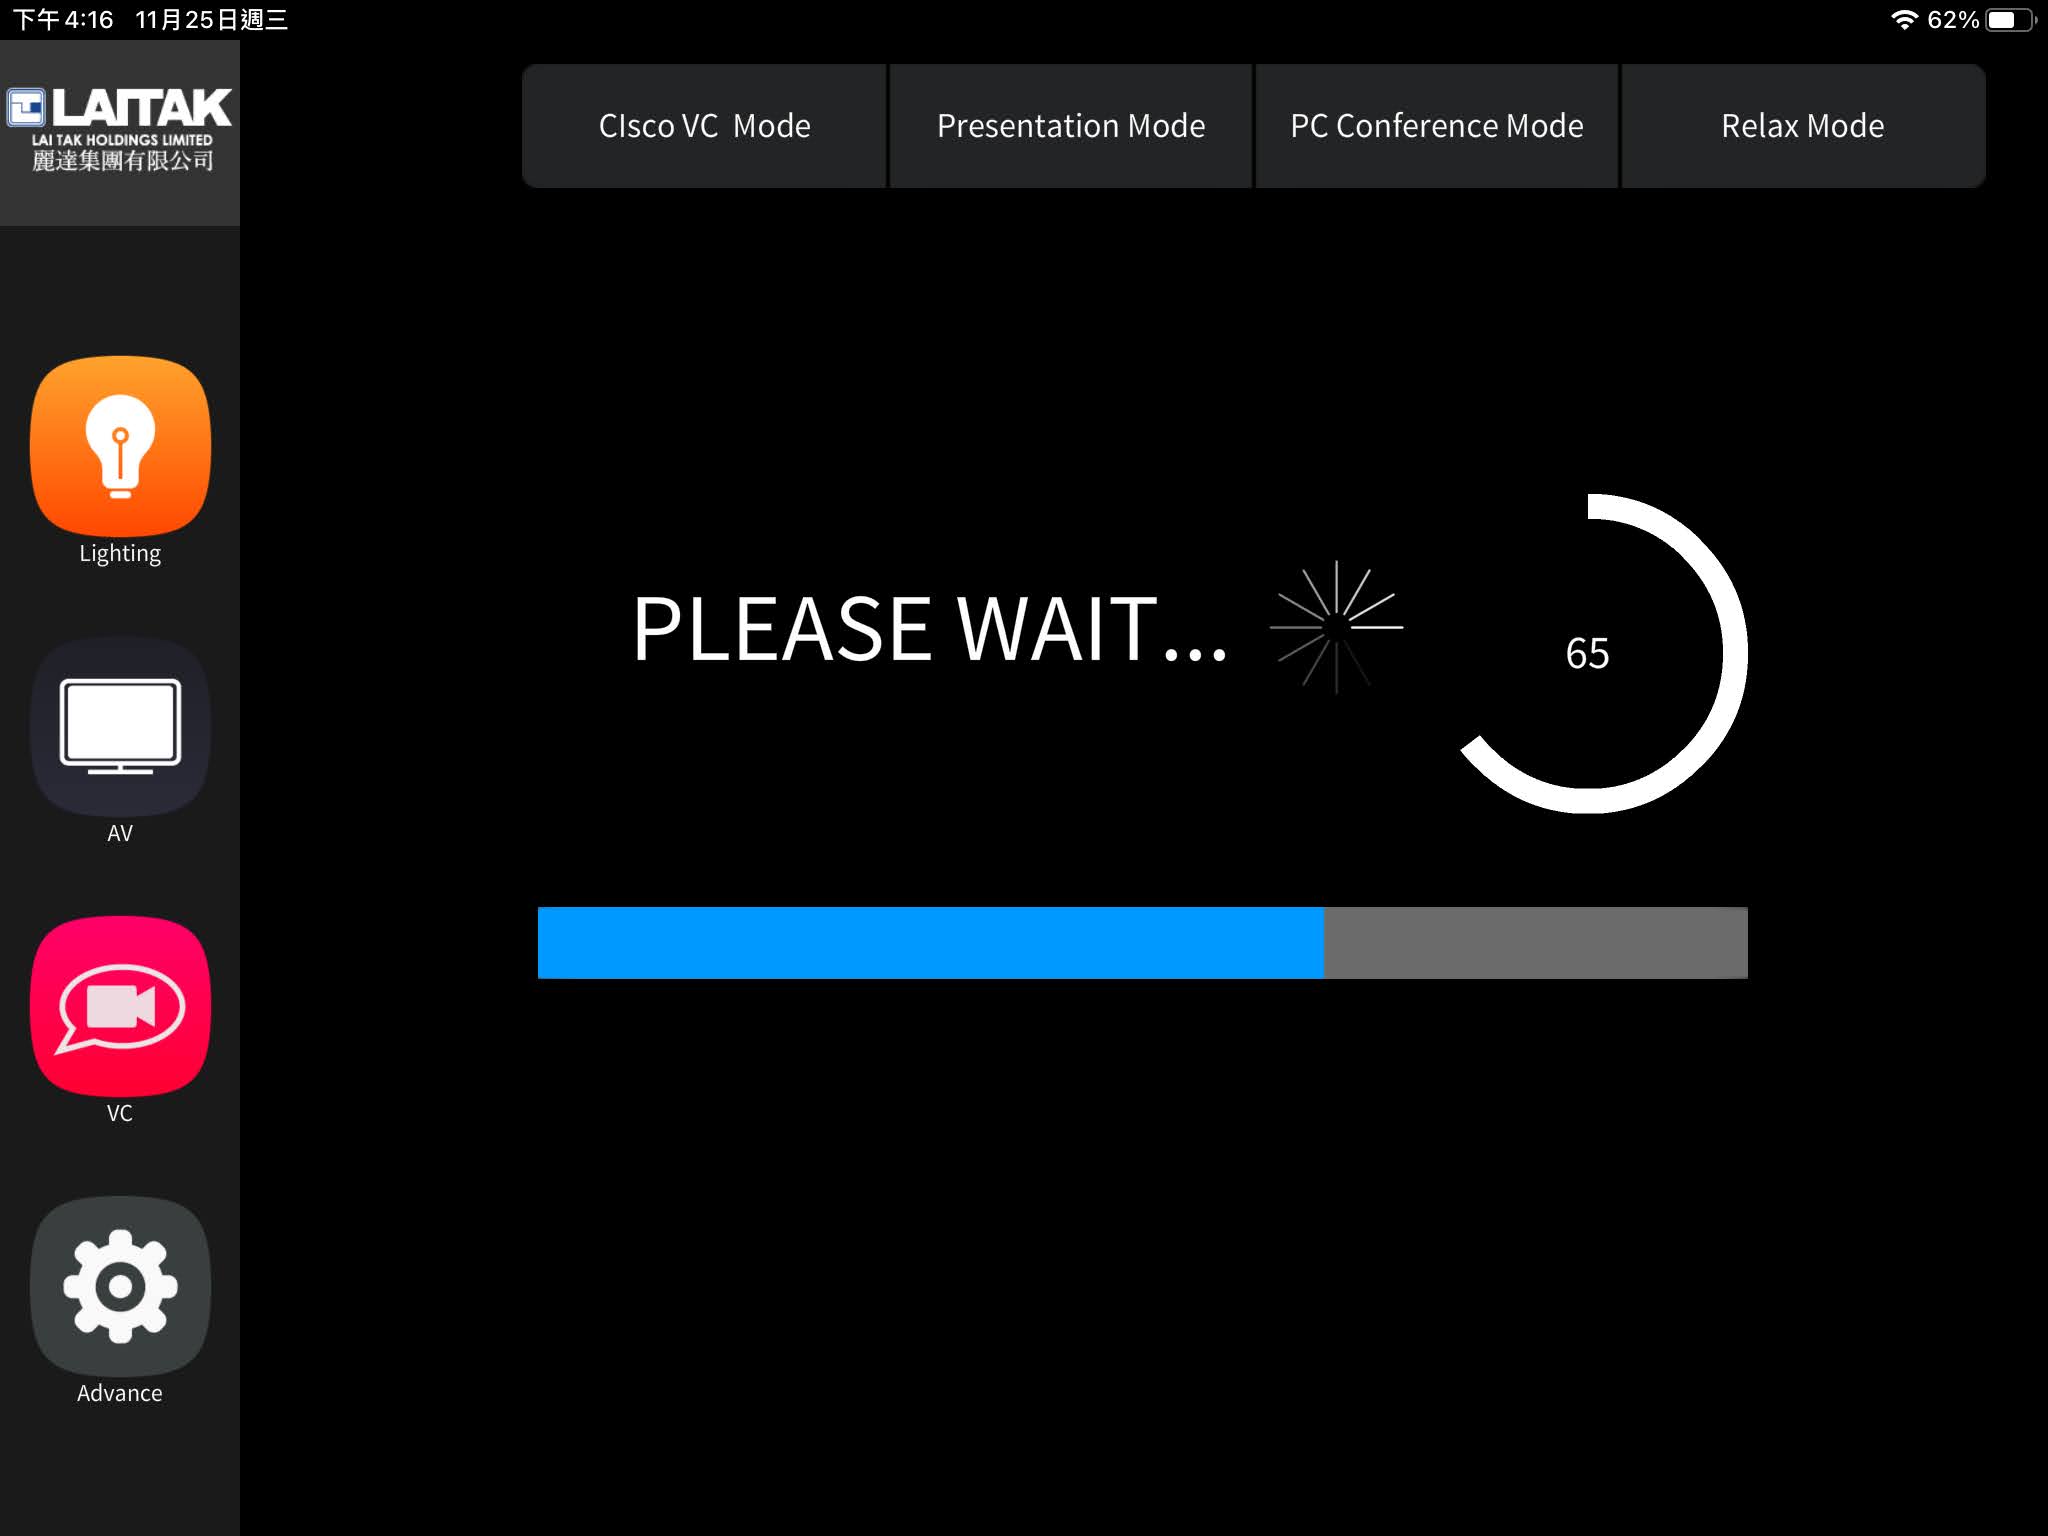 下午4:16 11月25日週三 62%
LAITAK
LAI TAK HOLDINGS LIMITED
麗達集團有限公司
CIsco VC  Mode
Presentation Mode
PC Conference Mode
Relax Mode
Lighting
AV
VC
Advance
PLEASE WAIT...
65